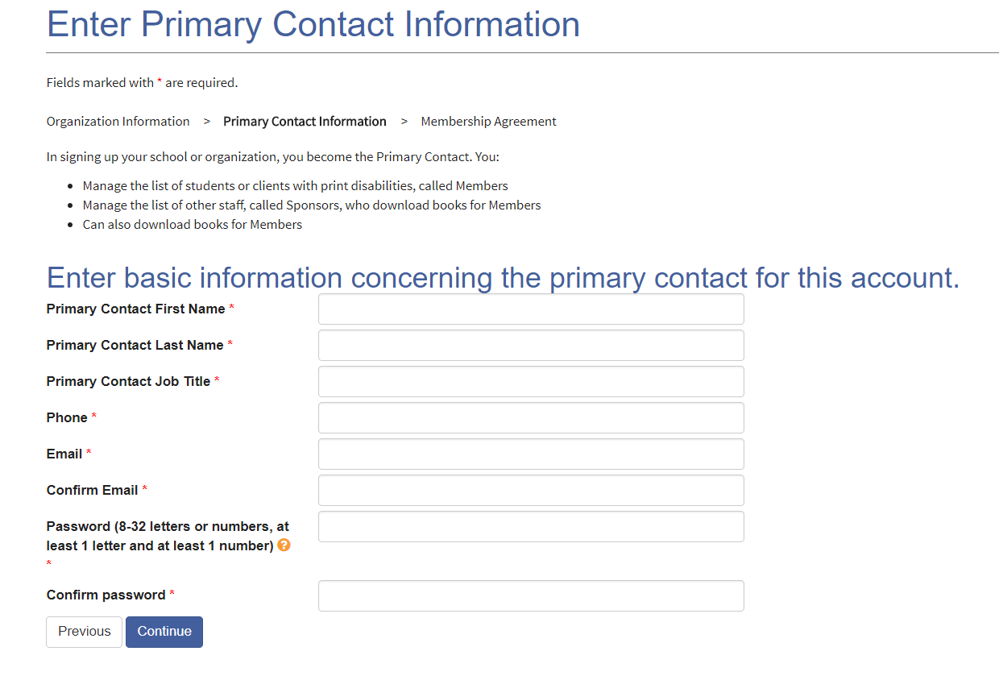 Enter Primary Contact Information
Fields marked with * are required.
Organization Information > Primary Contact Information > Membership Agreement
In signing up your school or organization, you become the Primary Contact. You:
• Manage the list of students or clients with print disabilities, called Members
• Manage the list of other staff, called Sponsors, who download books for Members
• Can also download books for Members
Enter basic information concerning the primary contact for this account.
Primary Contact First Name *
Primary Contact Last Name *
Primary Contact Job Title *
Phone *
Email *
Confirm Email *
Password (8-32 letters or numbers, at
least 1 letter and at least 1 number) ?
*
Confirm password *
Previous Continue